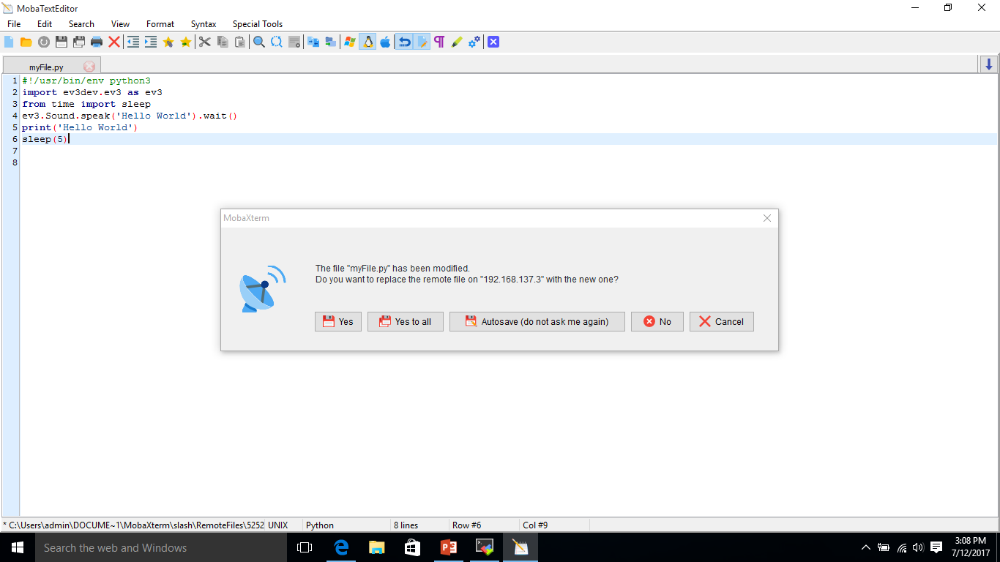 MobaTextEditor
File Edit Search View Format Syntax Special Tools
myFile.py
1 #!/usr/bin/env python3
2 import ev3dev.ev3 as ev3
3 from time import sleep
4 ev3.Sound.speak('Hello World').wait()
5 print('Hello World')
6 sleep(5)
7
8
MobaXterm
The file "myFile.py" has been modified.
Do you want to replace the remote file on "192.168.137.3" with the new one?
Yes Yes to all Autosave (do not ask me again) No Cancel
* C:\Users\admin\DOCUME~1\MobaXterm\slash\RemoteFiles\5252 UNIX Python 8 lines Row #6 Col #9
Search the web and Windows
3:08 PM
7/12/2017